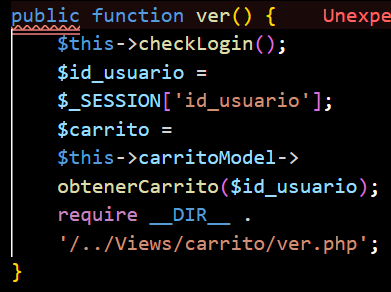 public function ver() { Unexpe
$this->checkLogin();
$id_usuario =
$_SESSION['id_usuario'];
$carrito =
$this->carritoModel->
obtenerCarrito($id_usuario);
require __DIR__ .
'/../Views/carrito/ver.php';
}